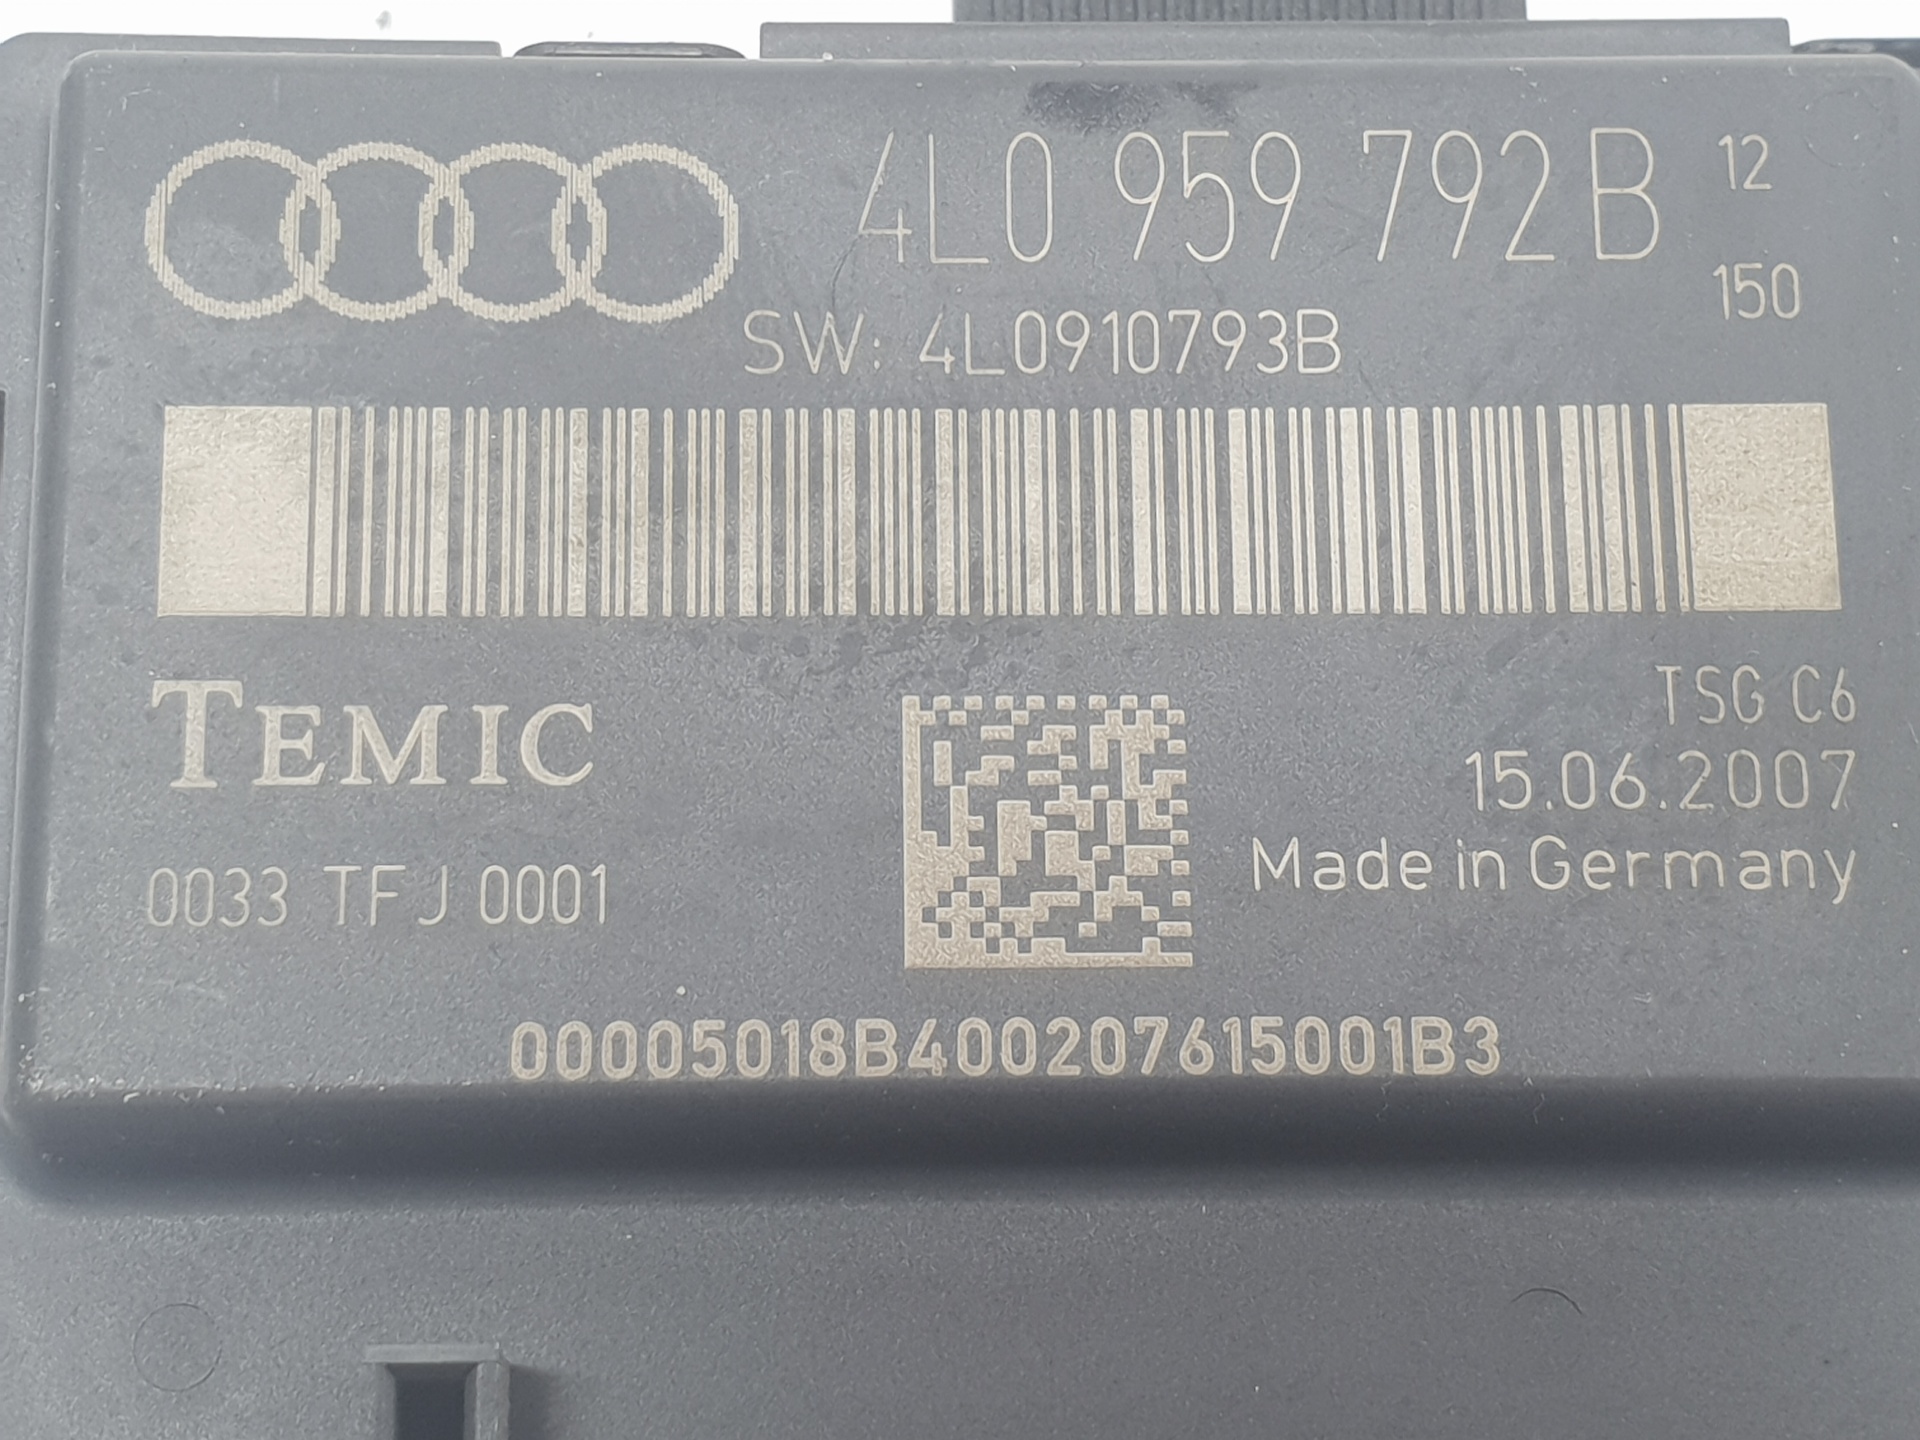 4L0 959 792 B 12
150
SW: 4L0910793B
TEMIC
TSG C6
15.06.2007
Made in Germany
0033 TFJ 0001
00005018B400207615001B3